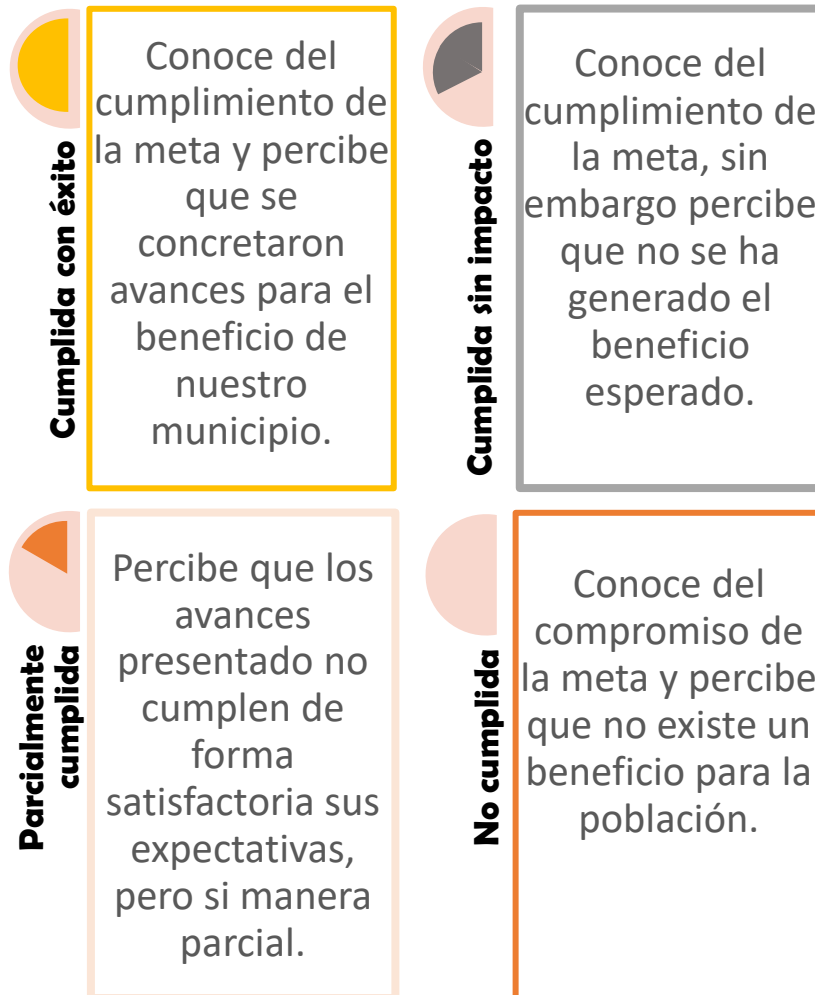 Cumplida con éxito
Conoce del
cumplimiento de
la meta y percibe
que se
concretaron
avances para el
beneficio de
nuestro
municipio.
Cumplida sin impacto
Conoce del
cumplimiento de
la meta, sin
embargo percibe
que no se ha
generado el
beneficio
esperado.
Parcialmente
cumplida
Percibe que los
avances
presentado no
cumplen de
forma
satisfactoria sus
expectativas,
pero si manera
parcial.
No cumplida
Conoce del
compromiso de
la meta y percibe
que no existe un
beneficio para la
población.